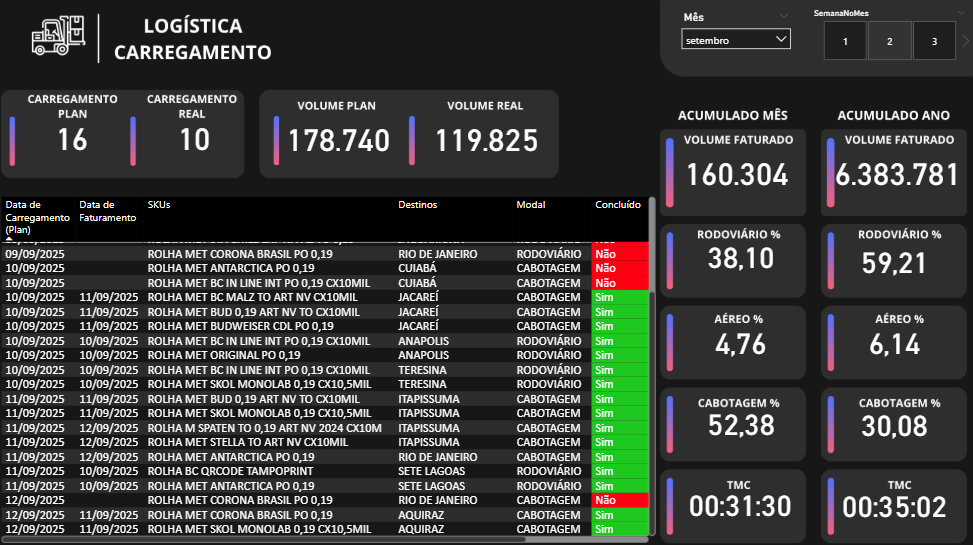 LOGÍSTICA
CARREGAMENTO
Mês
setembro
SemanaNoMes
1 2 3
CARREGAMENTO PLAN
16
CARREGAMENTO REAL
10
VOLUME PLAN
178.740
VOLUME REAL
119.825
ACUMULADO MÊS
VOLUME FATURADO
160.304
RODOVIÁRIO %
38,10
AÉREO %
4,76
CABOTAGEM %
52,38
TMC
00:31:30
ACUMULADO ANO
VOLUME FATURADO
6.383.781
RODOVIÁRIO %
59,21
AÉREO %
6,14
CABOTAGEM %
30,08
TMC
00:35:02
Data de Carregamento (Plan) Data de Faturamento SKUs Destinos Modal Concluído
09/09/2025 ROLHA MET CORONA BRASIL PO 0,19 RIO DE JANEIRO RODOVIÁRIO Não
10/09/2025 ROLHA MET ANTARCTICA PO 0,19 CUIABÁ CABOTAGEM Não
10/09/2025 ROLHA MET BC IN LINE INT PO 0,19 CX10MIL CUIABÁ CABOTAGEM Não
10/09/2025 11/09/2025 ROLHA MET BC MALZ TO ART NV CX10MIL JACAREÍ CABOTAGEM Sim
10/09/2025 11/09/2025 ROLHA MET BUD 0,19 ART NV TO CX10MIL JACAREÍ CABOTAGEM Sim
10/09/2025 11/09/2025 ROLHA MET BUDWEISER CDL PO 0,19 JACAREÍ CABOTAGEM Sim
10/09/2025 10/09/2025 ROLHA MET BC IN LINE INT PO 0,19 CX10MIL ANAPOLIS RODOVIÁRIO Sim
10/09/2025 10/09/2025 ROLHA MET ORIGINAL PO 0,19 ANAPOLIS RODOVIÁRIO Sim
10/09/2025 10/09/2025 ROLHA MET BC IN LINE INT PO 0,19 CX10MIL TERESINA RODOVIÁRIO Sim
10/09/2025 10/09/2025 ROLHA MET SKOL MONOLAB 0,19 CX10,5MIL TERESINA RODOVIÁRIO Sim
11/09/2025 11/09/2025 ROLHA MET BUD 0,19 ART NV TO CX10MIL ITAPISSUMA CABOTAGEM Sim
11/09/2025 11/09/2025 ROLHA MET SKOL MONOLAB 0,19 CX10,5MIL ITAPISSUMA CABOTAGEM Sim
11/09/2025 12/09/2025 ROLHA M SPATEN TO 0,19 ART NV 2024 CX10M ITAPISSUMA CABOTAGEM Sim
11/09/2025 12/09/2025 ROLHA MET STELLA TO ART NV CX10MIL ITAPISSUMA CABOTAGEM Sim
11/09/2025 12/09/2025 ROLHA MET ANTARCTICA PO 0,19 RIO DE JANEIRO CABOTAGEM Sim
11/09/2025 10/09/2025 ROLHA BC QRCODE TAMPOPRINT SETE LAGOAS RODOVIÁRIO Sim
11/09/2025 10/09/2025 ROLHA MET ANTARCTICA PO 0,19 SETE LAGOAS RODOVIÁRIO Sim
12/09/2025 ROLHA MET CORONA BRASIL PO 0,19 RIO DE JANEIRO CABOTAGEM Não
12/09/2025 11/09/2025 ROLHA MET CORONA BRASIL PO 0,19 AQUIRAZ CABOTAGEM Sim
12/09/2025 11/09/2025 ROLHA MET SKOL MONOLAB 0,19 CX10,5MIL AQUIRAZ CABOTAGEM Sim